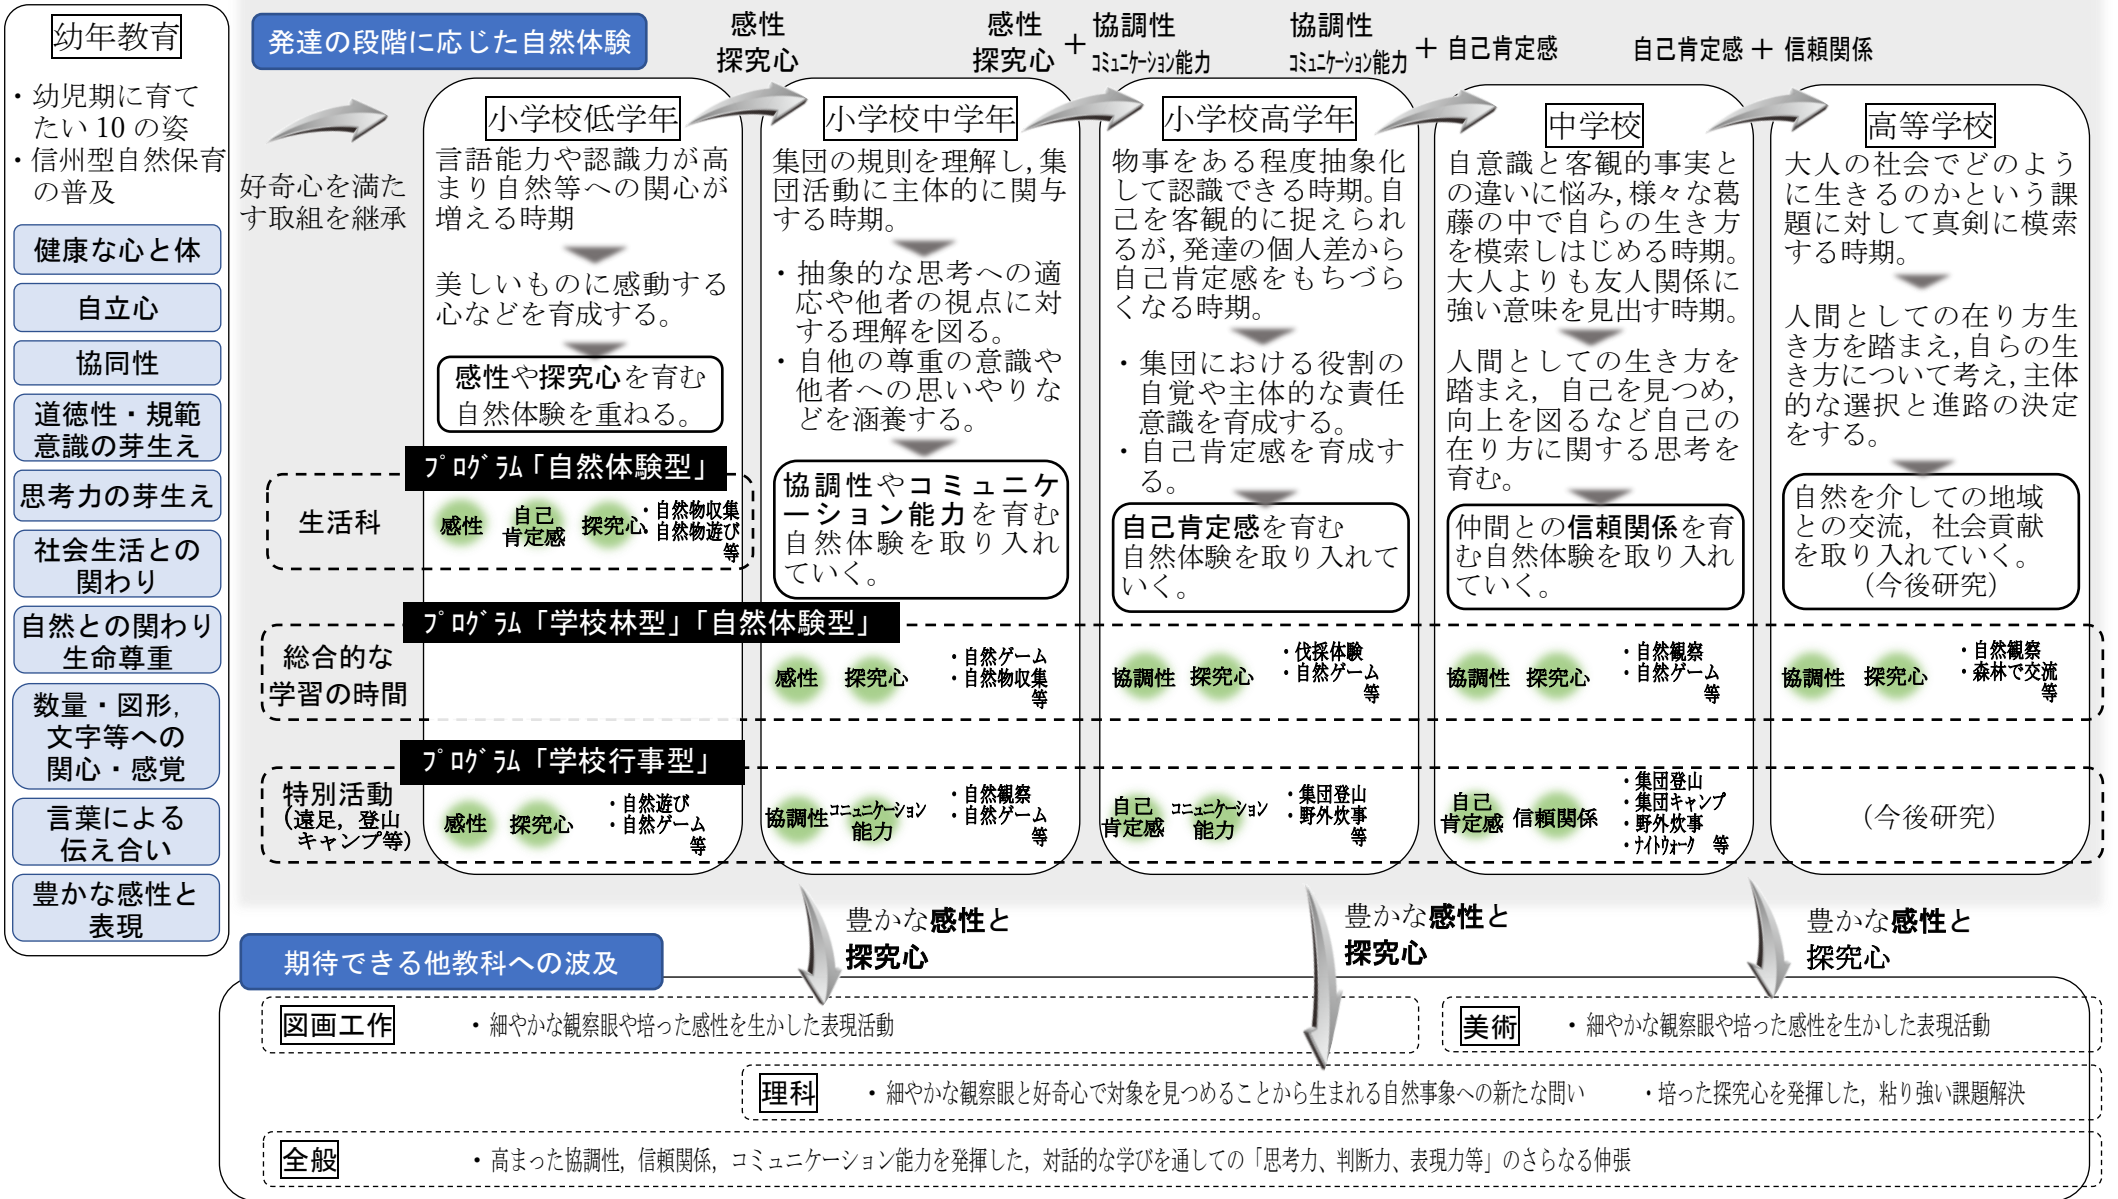 幼年教育
・幼児期に育て
たい 10 の姿
・信州型自然保育
の普及
健康な心と体
自立心
協同性
道徳性・規範
意識の芽生え
思考力の芽生え
社会生活との
関わり
自然との関わり
生命尊重
数量・図形,
文字等への
関心・感覚
言葉による
伝え合い
豊かな感性と
表現
発達の段階に応じた自然体験
感性
探究心
感性
探究心
＋
協調性
コミュニケーション能力
協調性
コミュニケーション能力
＋ 自己肯定感
自己肯定感 ＋ 信頼関係
好奇心を満た
す取組を継承
小学校低学年
言語能力や認識力が高
まり自然等への関心が
増える時期
美しいものに感動する
心などを育成する。
感性や探究心を育む
自然体験を重ねる。
小学校中学年
集団の規則を理解し, 集
団活動に主体的に関与
する時期。
・抽象的な思考への適
応や他者の視点に対
する理解を図る。
・自他の尊重の意識や
他者への思いやりな
どを涵養する。
協調性やコミュニケ
ーション能力を育む
自然体験を取り入れ
ていく。
小学校高学年
物事をある程度抽象化
して認識できる時期。自
己を客観的に捉えられ
るが, 発達の個人差から
自己肯定感をもちづら
くなる時期。
・集団における役割の
自覚や主体的な責任
意識を育成する。
・自己肯定感を育成す
る。
自己肯定感を育む
自然体験を取り入れて
いく。
中学校
自意識と客観的事実と
の違いに悩み, 様々な葛
藤の中で自らの生き方
を模索しはじめる時期。
大人よりも友人関係に
強い意味を見出す時期。
人間としての生き方を
踏まえ, 自己を見つめ,
向上を図るなど自己の
在り方に関する思考を
育む。
仲間との信頼関係を育
む自然体験を取り入れ
ていく。
高等学校
大人の社会でどのよう
に生きるのかという課
題に対して真剣に模索
する時期。
人間としての在り方生
き方を踏まえ, 自らの生
き方について考え, 主体
的な選択と進路の決定
をする。
自然を介しての地域
との交流, 社会貢献
を取り入れていく。
（今後研究）
プログラム「自然体験型」
生活科
感性
自己
肯定感
探究心
・自然物収集
・自然物遊び
等
プログラム「学校林型」「自然体験型」
総合的な
学習の時間
感性
探究心
・自然ゲーム
・自然物収集
等
協調性
探究心
・伐採体験
・自然ゲーム
等
協調性
探究心
・自然観察
・自然ゲーム
等
協調性
探究心
・自然観察
・森林で交流
等
プログラム「学校行事型」
特別活動
（遠足, 登山
キャンプ等）
感性
探究心
・自然遊び
・自然ゲーム
等
協調性
コニュニケーション
能力
・自然観察
・自然ゲーム
等
自己
肯定感
コニュニケーション
能力
・集団登山
・野外炊事
等
自己
肯定感
信頼関係
・集団登山
・集団キャンプ
・野外炊事
・ナイトウォーク 等
（今後研究）
豊かな感性と
探究心
豊かな感性と
探究心
豊かな感性と
探究心
期待できる他教科への波及
図画工作
・細やかな観察眼や培った感性を生かした表現活動
美術
・細やかな観察眼や培った感性を生かした表現活動
理科
・細やかな観察眼と好奇心で対象を見つめることから生まれる自然事象への新たな問い ・培った探究心を発揮した, 粘り強い課題解決
全般
・高まった協調性, 信頼関係, コミュニケーション能力を発揮した, 対話的な学びを通しての「思考力、判断力、表現力等」のさらなる伸張